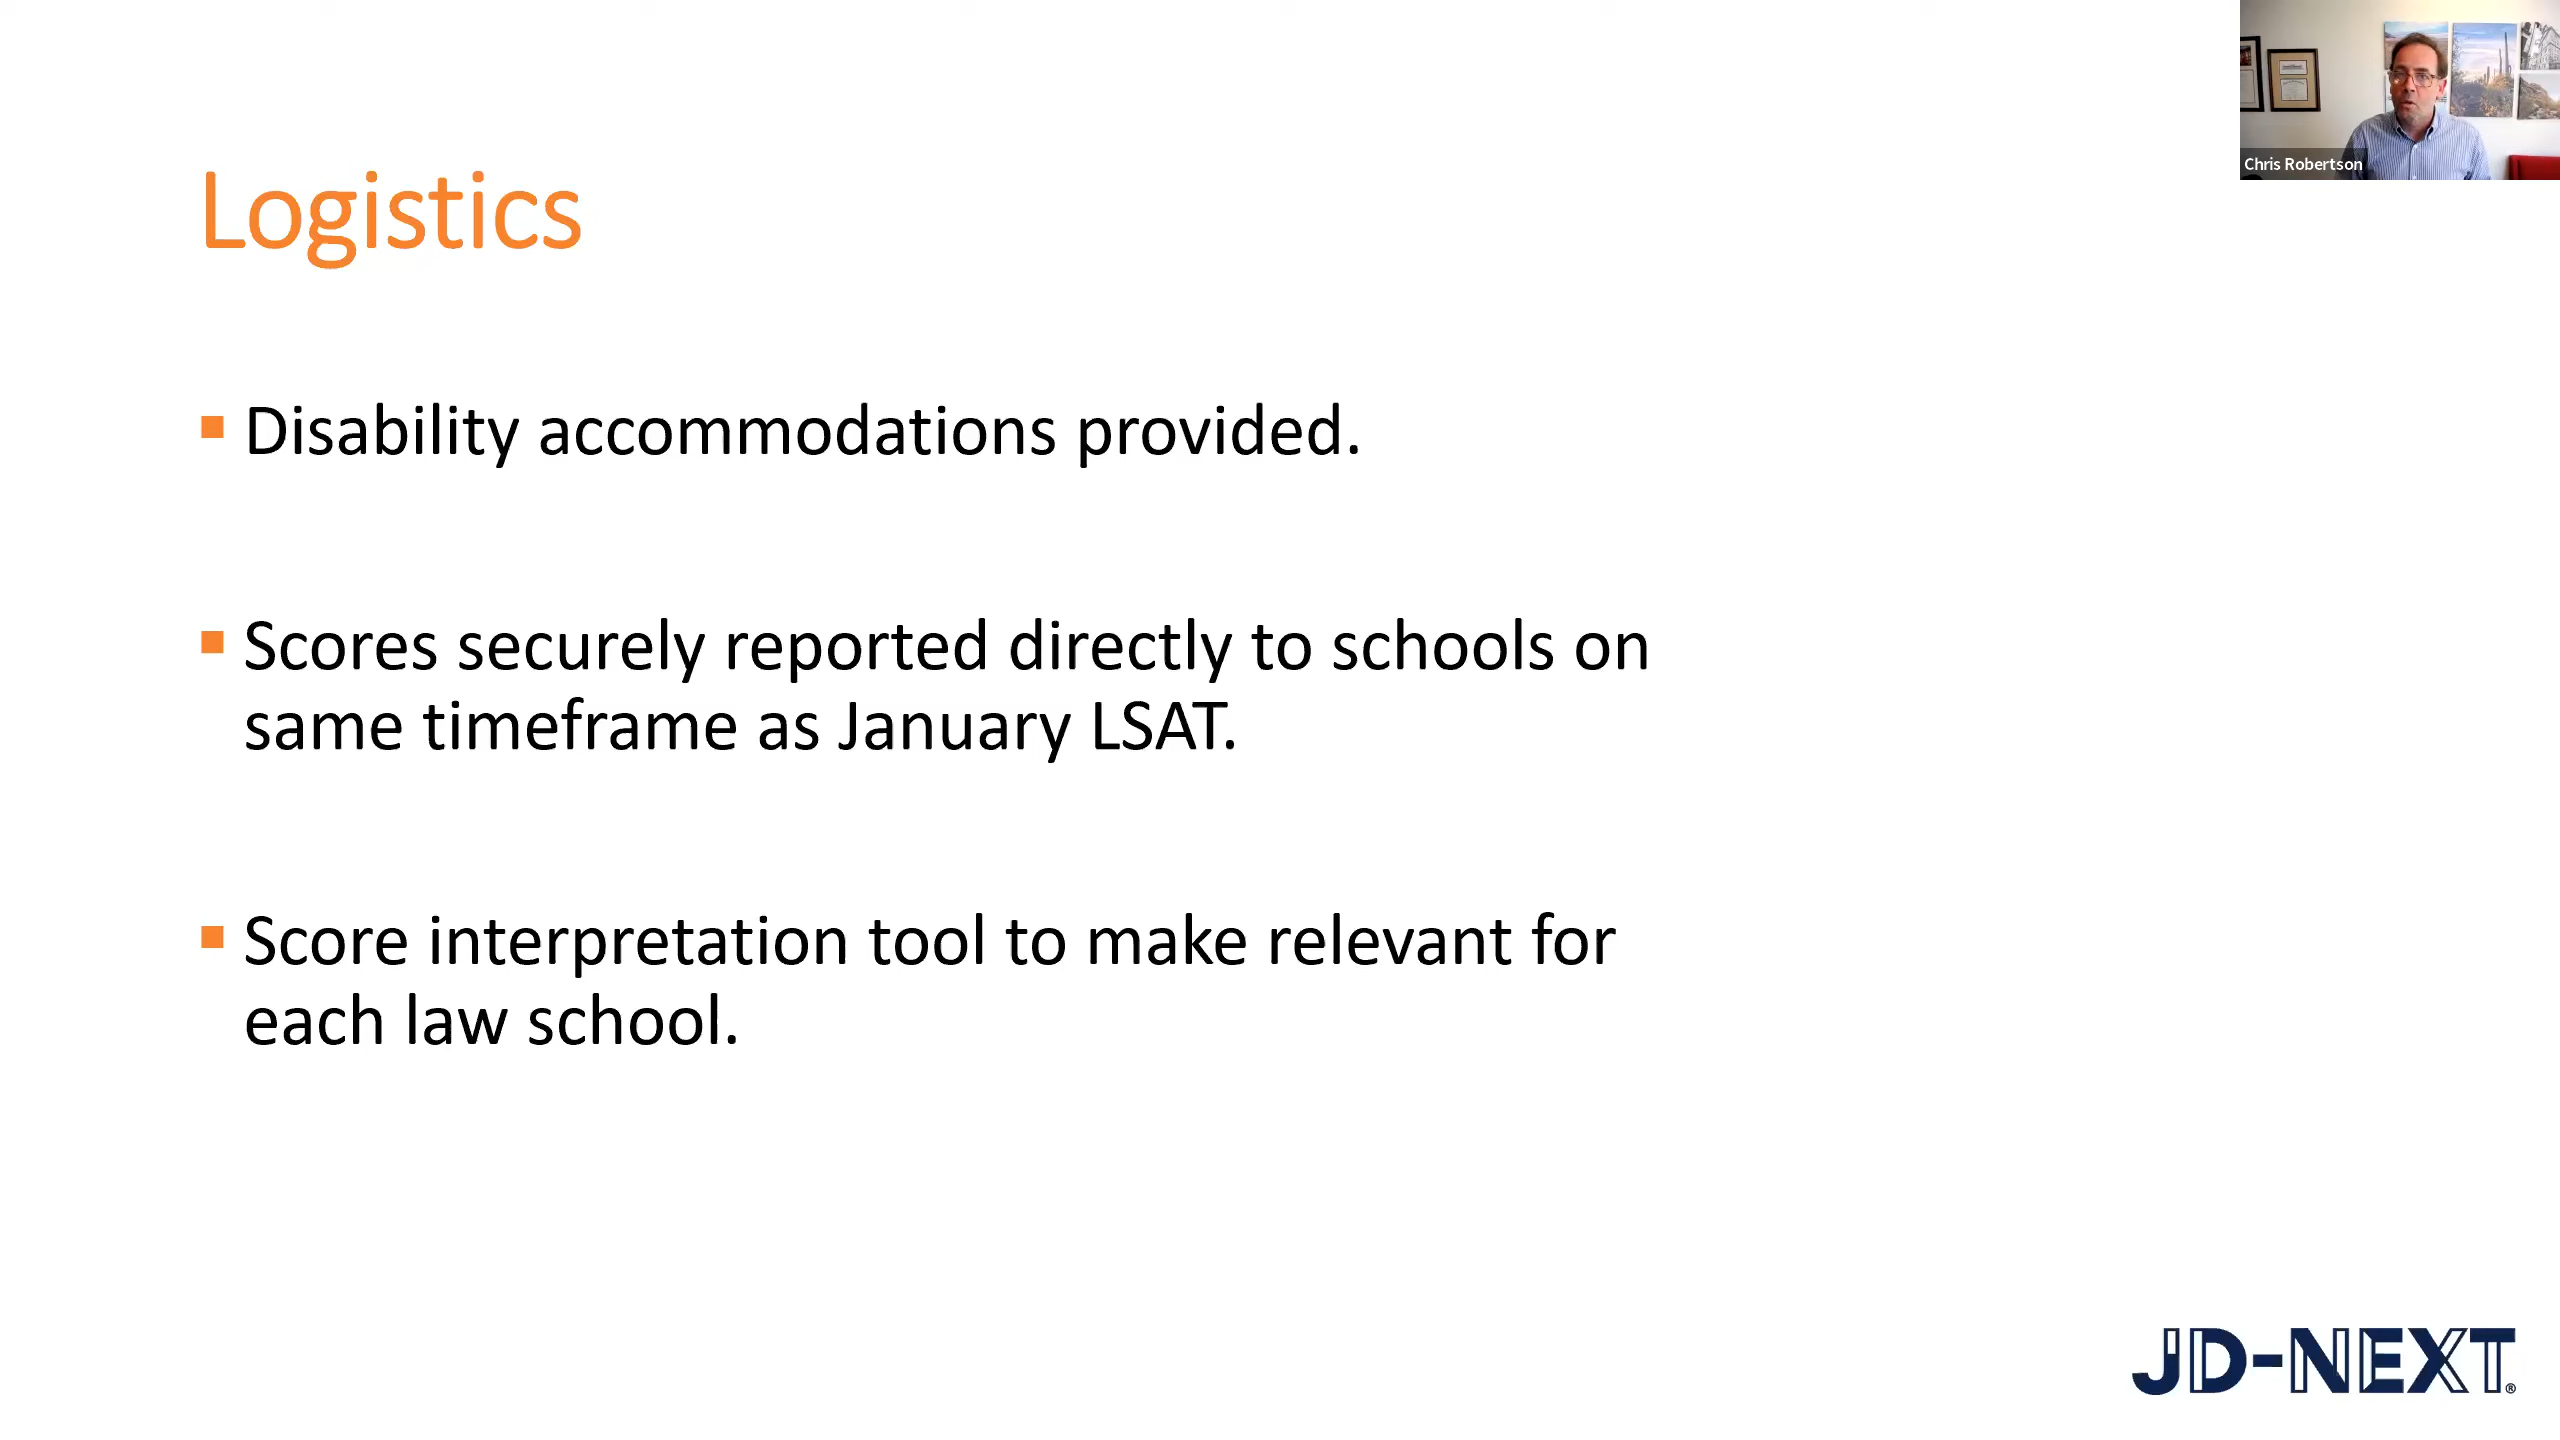 Chris Robertson
Logistics
▪ Disability accommodations provided.
▪ Scores securely reported directly to schools on
same timeframe as January LSAT.
▪ Score interpretation tool to make relevant for
each law school.
JD-NEXT®